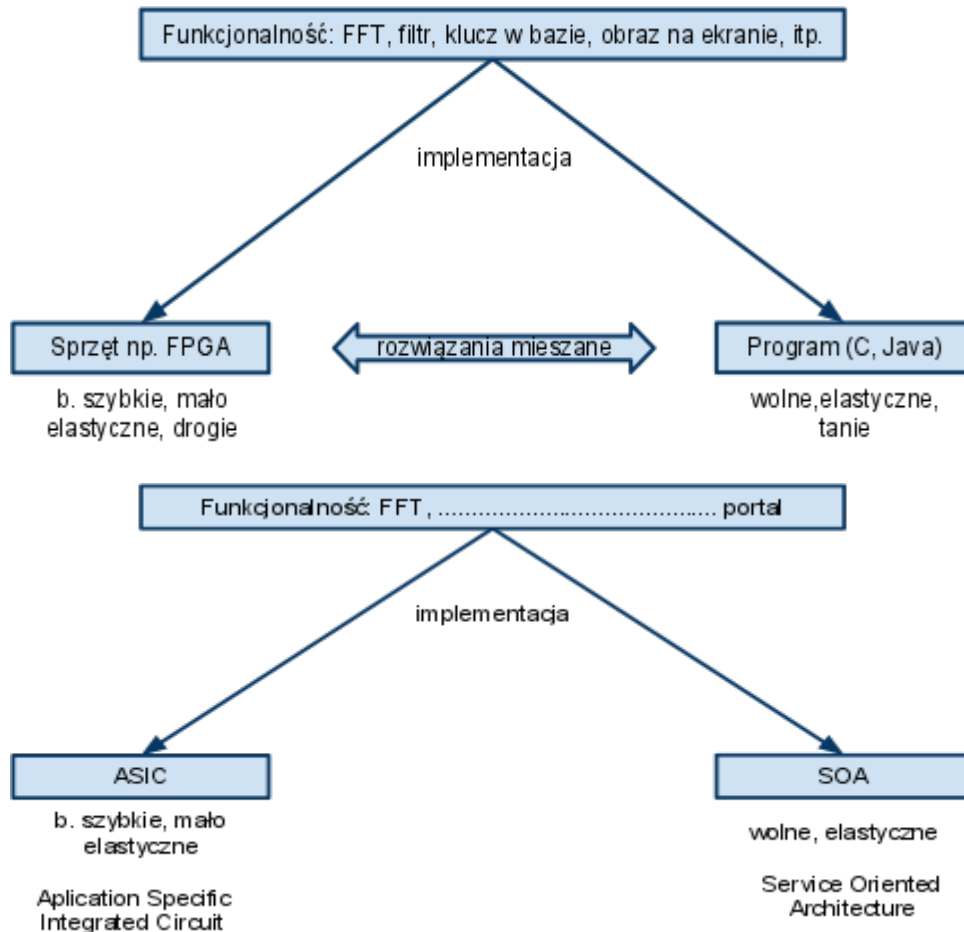 Funkcjonalność: FFT, filtr, klucz w bazie, obraz na ekranie, itp.
implementacja
Sprzęt np. FPGA
rozwiązania mieszane
Program (C, Java)
b. szybkie, mało
elastyczne, drogie
wolne,elastyczne,
tanie
Funkcjonalność: FFT, .......................................... portal
implementacja
ASIC
SOA
b. szybkie, mało
elastyczne
wolne, elastyczne
Aplication Specific
Integrated Circuit
Service Oriented
Architecture